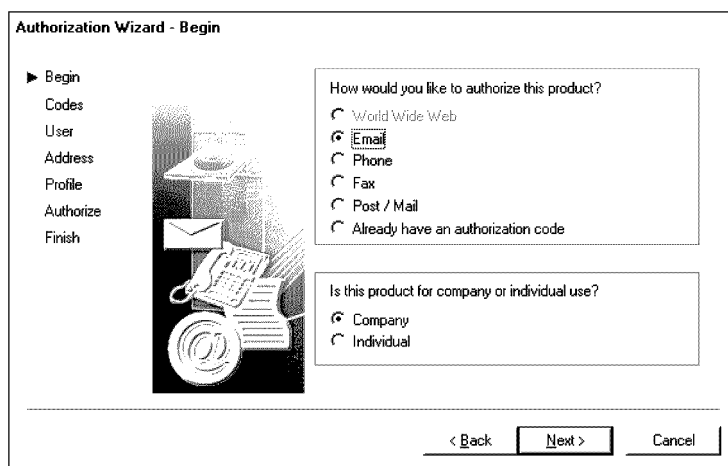 Authorization Wizard - Begin
Begin
Codes
User
Address
Profile
Authorize
Finish
How would you like to authorize this product?
World Wide Web
Email
Phone
Fax
Post / Mail
Already have an authorization code
Is this product for company or individual use?
Company
Individual
< Back
Next >
Cancel